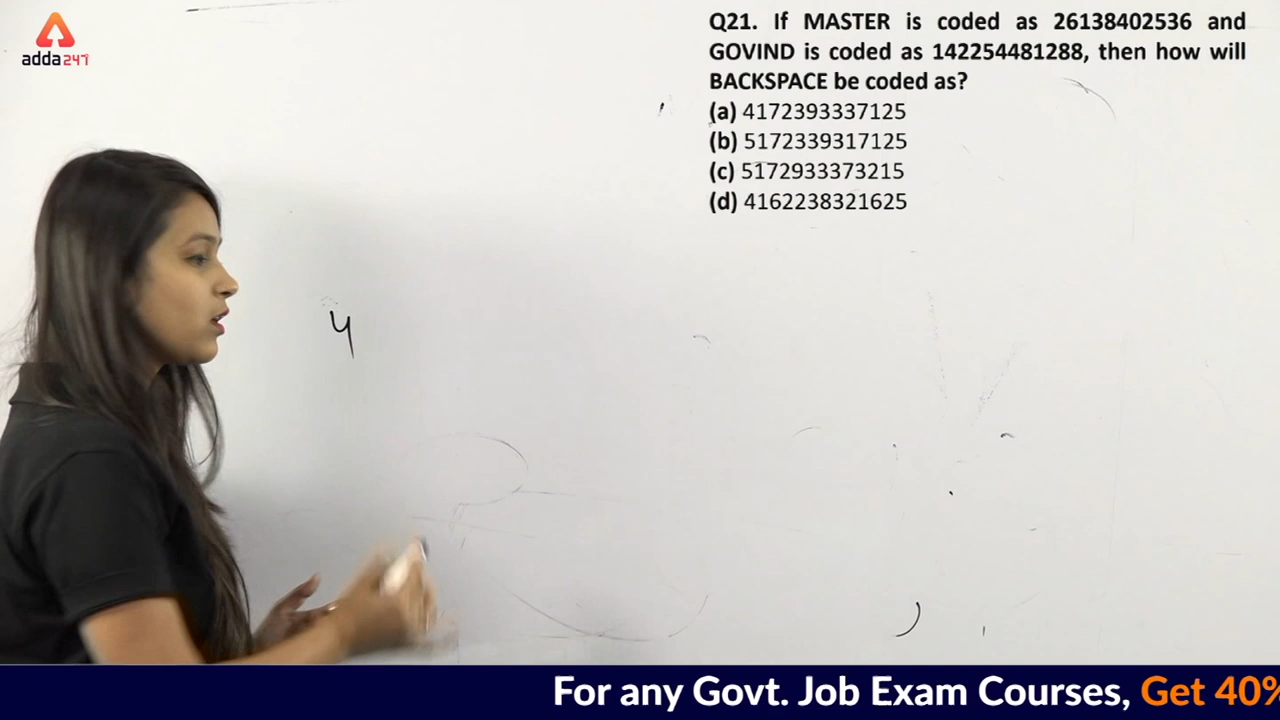 adda247
Q21. If MASTER is coded as 26138402536 and
GOVIND is coded as 142254481288, then how will
BACKSPACE be coded as?
(a) 4172393337125
(b) 5172339317125
(c) 5172933373215
(d) 4162238321625
4
For any Govt. Job Exam Courses, Get 40%